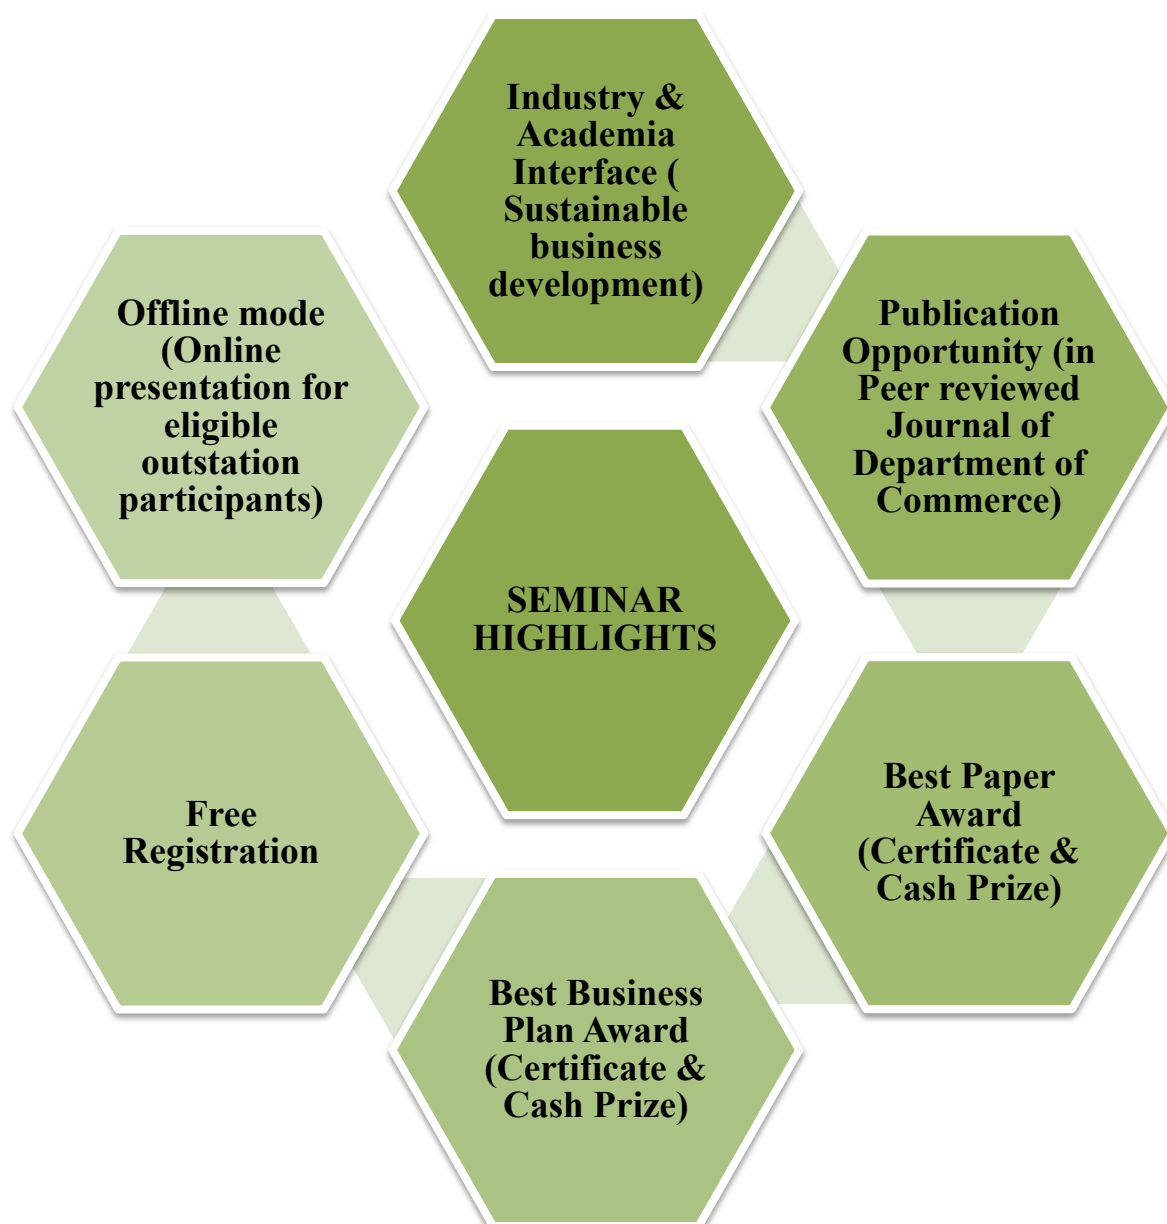 Industry &
Academia
Interface (
Sustainable
business
development)
Publication
Opportunity (in
Peer reviewed
Journal of
Department of
Commerce)
Best Paper
Award
(Certificate &
Cash Prize)
Best Business
Plan Award
(Certificate &
Cash Prize)
Free
Registration
Offline mode
(Online
presentation for
eligible
outstation
participants)
SEMINAR
HIGHLIGHTS